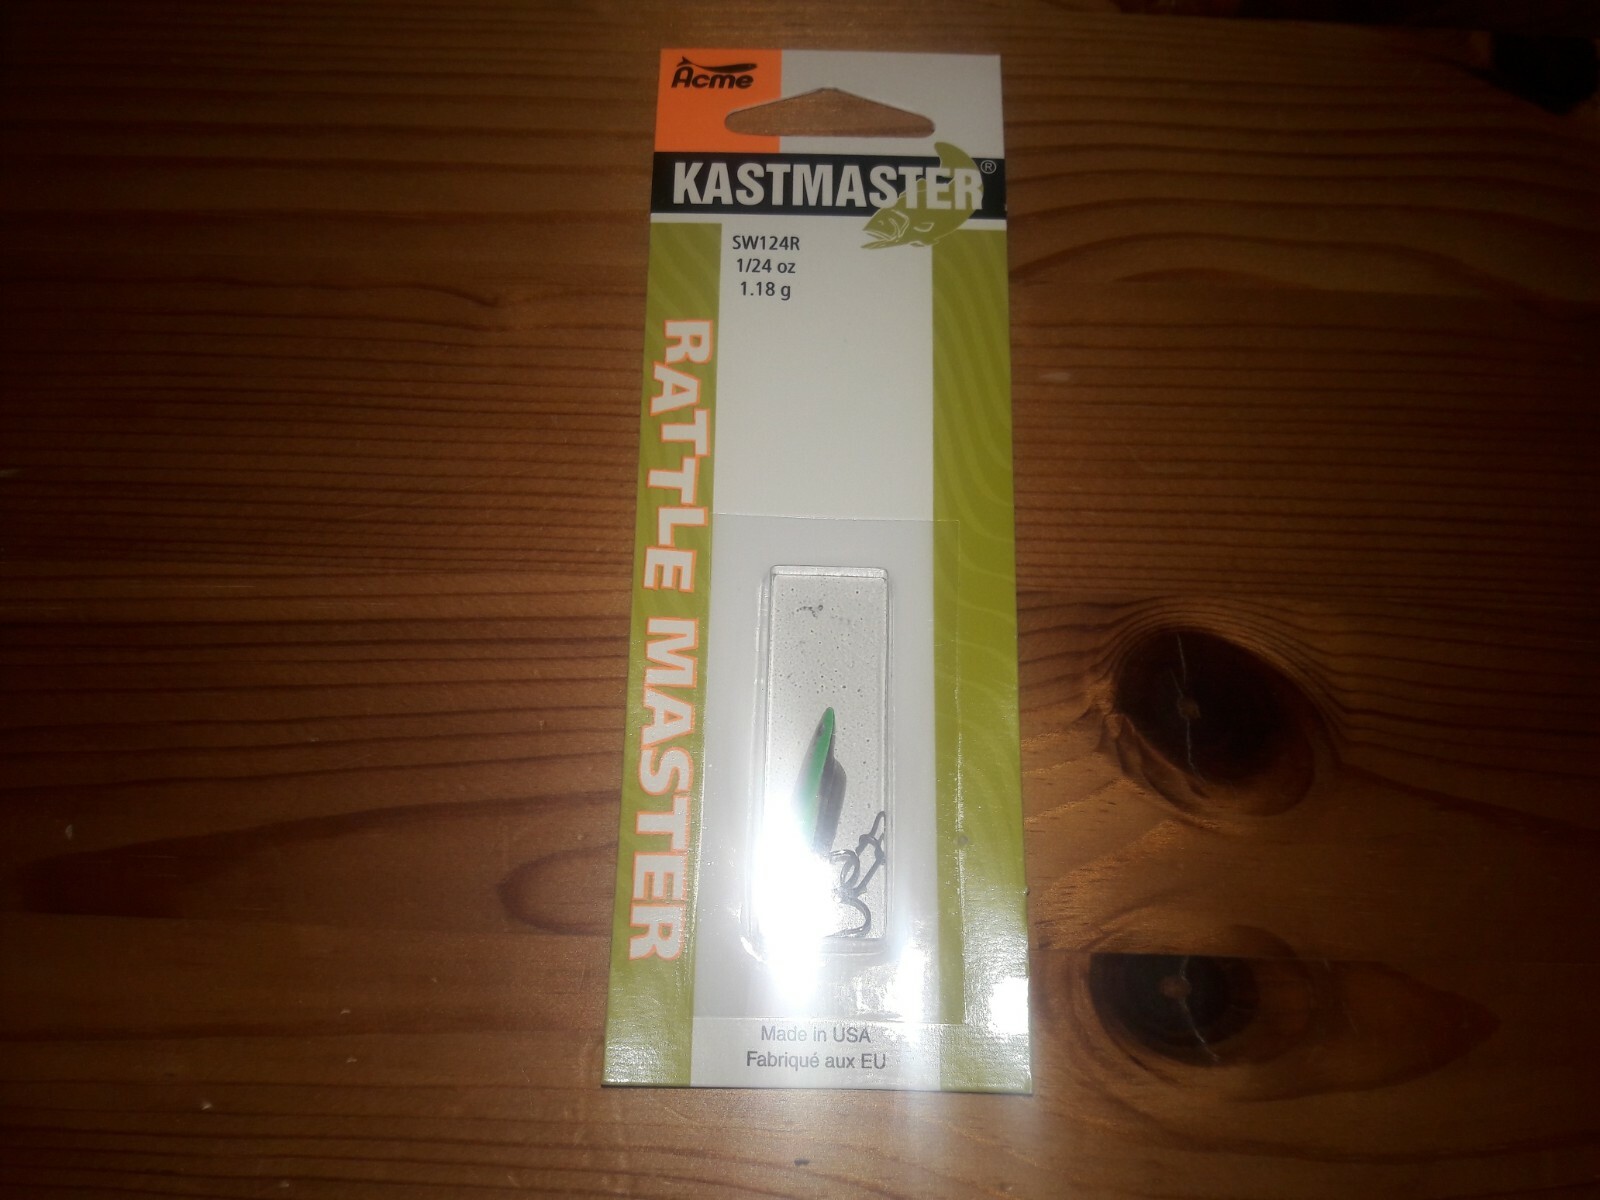 Acme
KASTMASTER®
SW124R
1/24 oz
1.18 g
RATTLE MASTER
Made in USA
Fabriqué aux EU